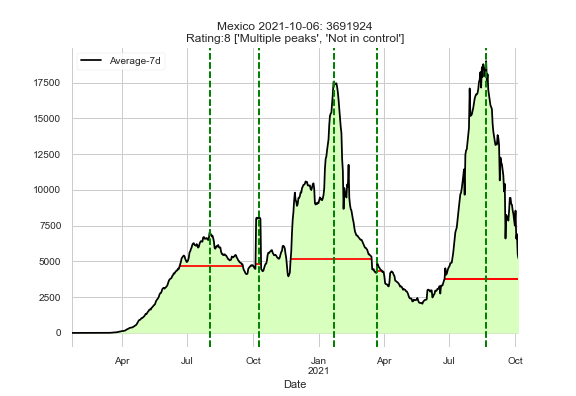 Mexico 2021-10-06: 3691924
Rating:8 ['Multiple peaks', 'Not in control']
Average-7d
17500
15000
12500
10000
7500
5000
2500
0
Apr Jul Oct Jan Apr Jul Oct
2021
Date